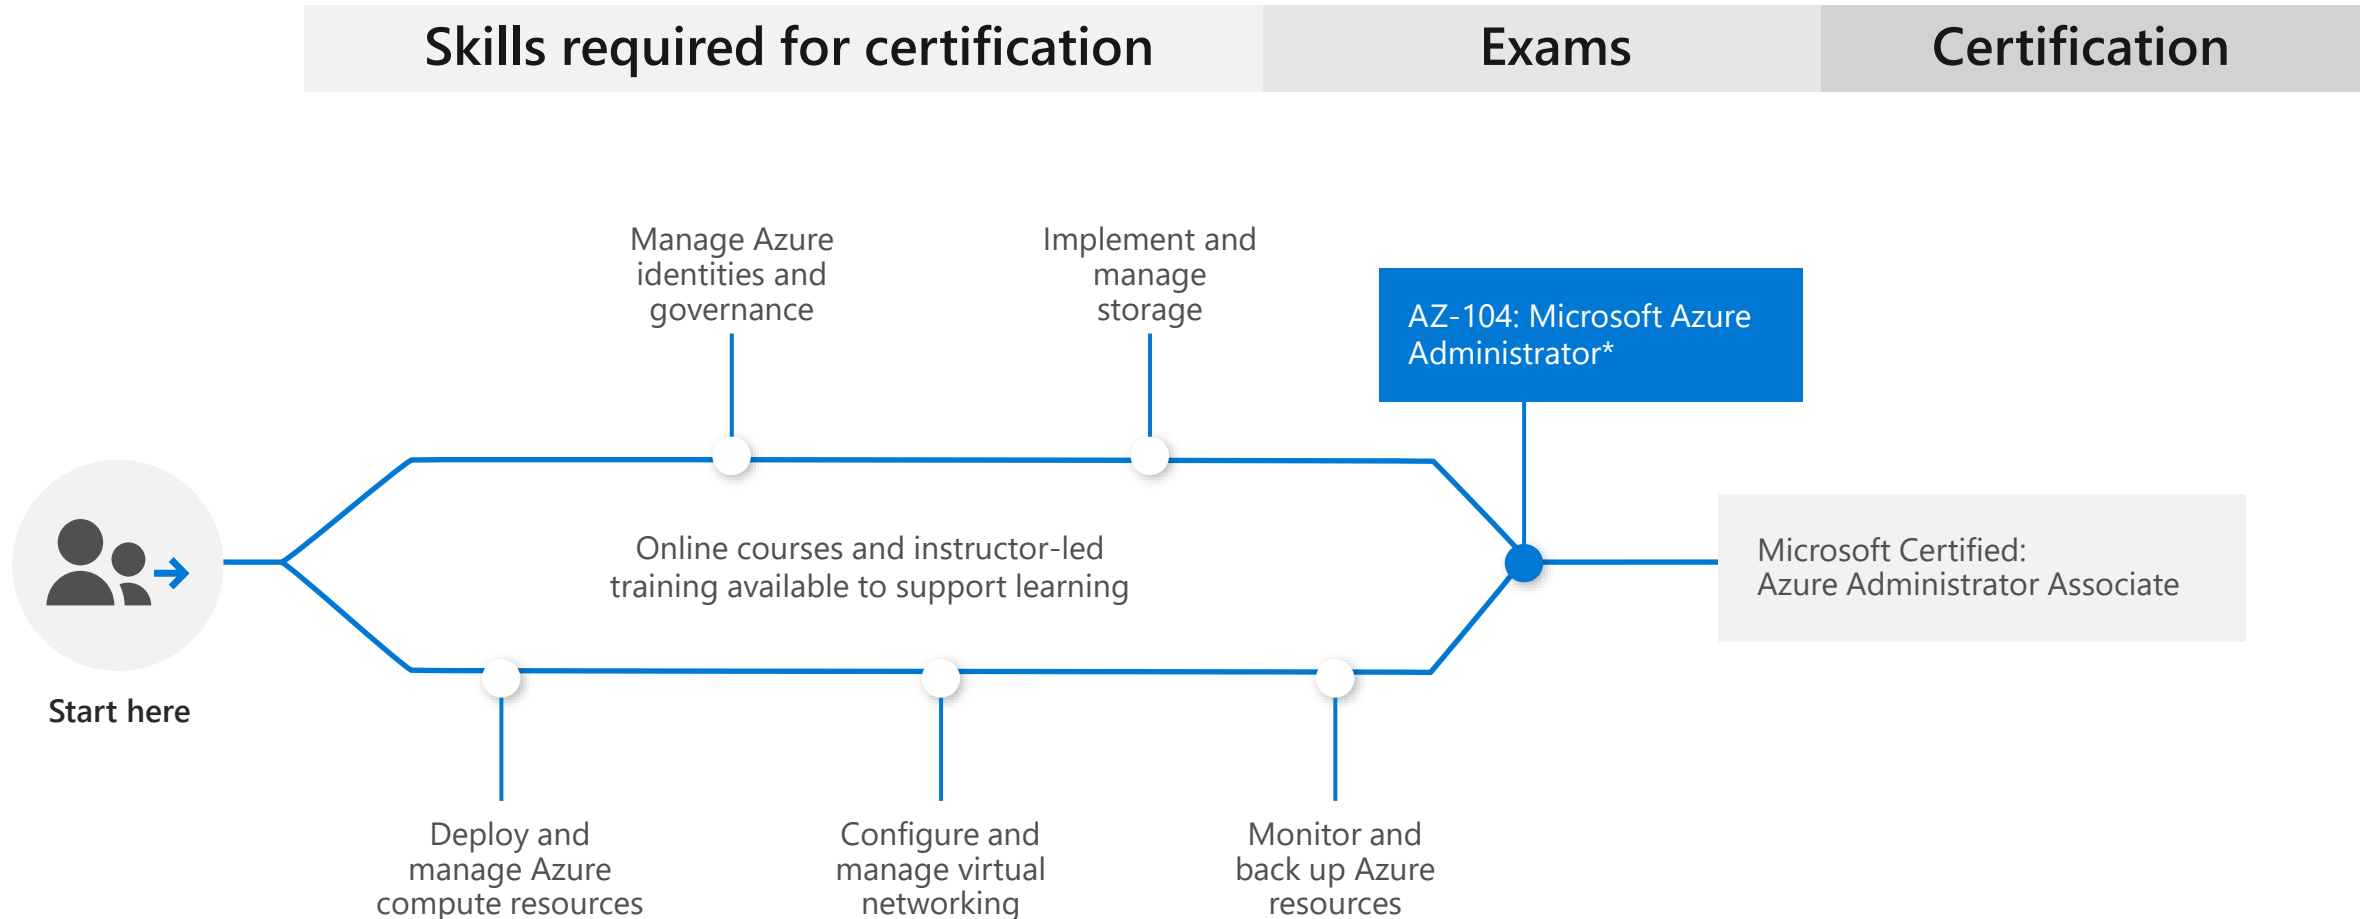 Skills required for certification
Exams
Certification
Manage Azure
identities and
governance
Implement and
manage
storage
AZ-104: Microsoft Azure
Administrator*
Online courses and instructor-led
training available to support learning
Microsoft Certified:
Azure Administrator Associate
Start here
Deploy and
manage Azure
compute resources
Configure and
manage virtual
networking
Monitor and
back up Azure
resources